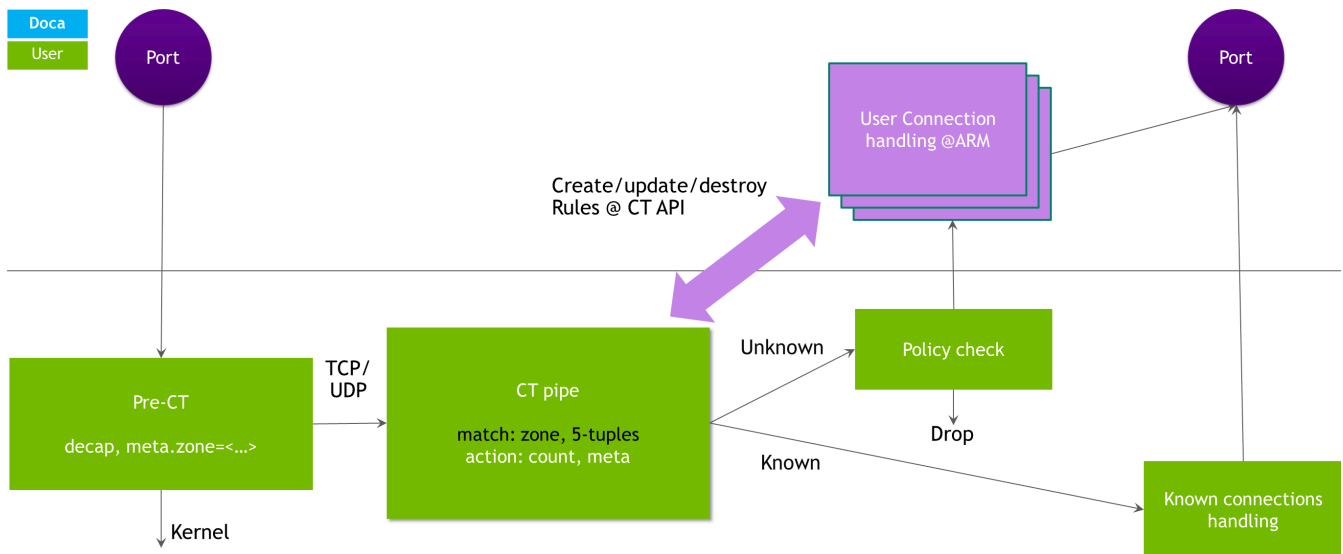 Doca
User
Port
Port
User Connection
handling @ARM
Create/update/destroy
Rules @ CT API
Pre-CT
decap, meta.zone=<...>
TCP/
UDP
CT pipe
match: zone, 5-tuples
action: count, meta
Unknown
Policy check
Drop
Known
Known connections
handling
Kernel